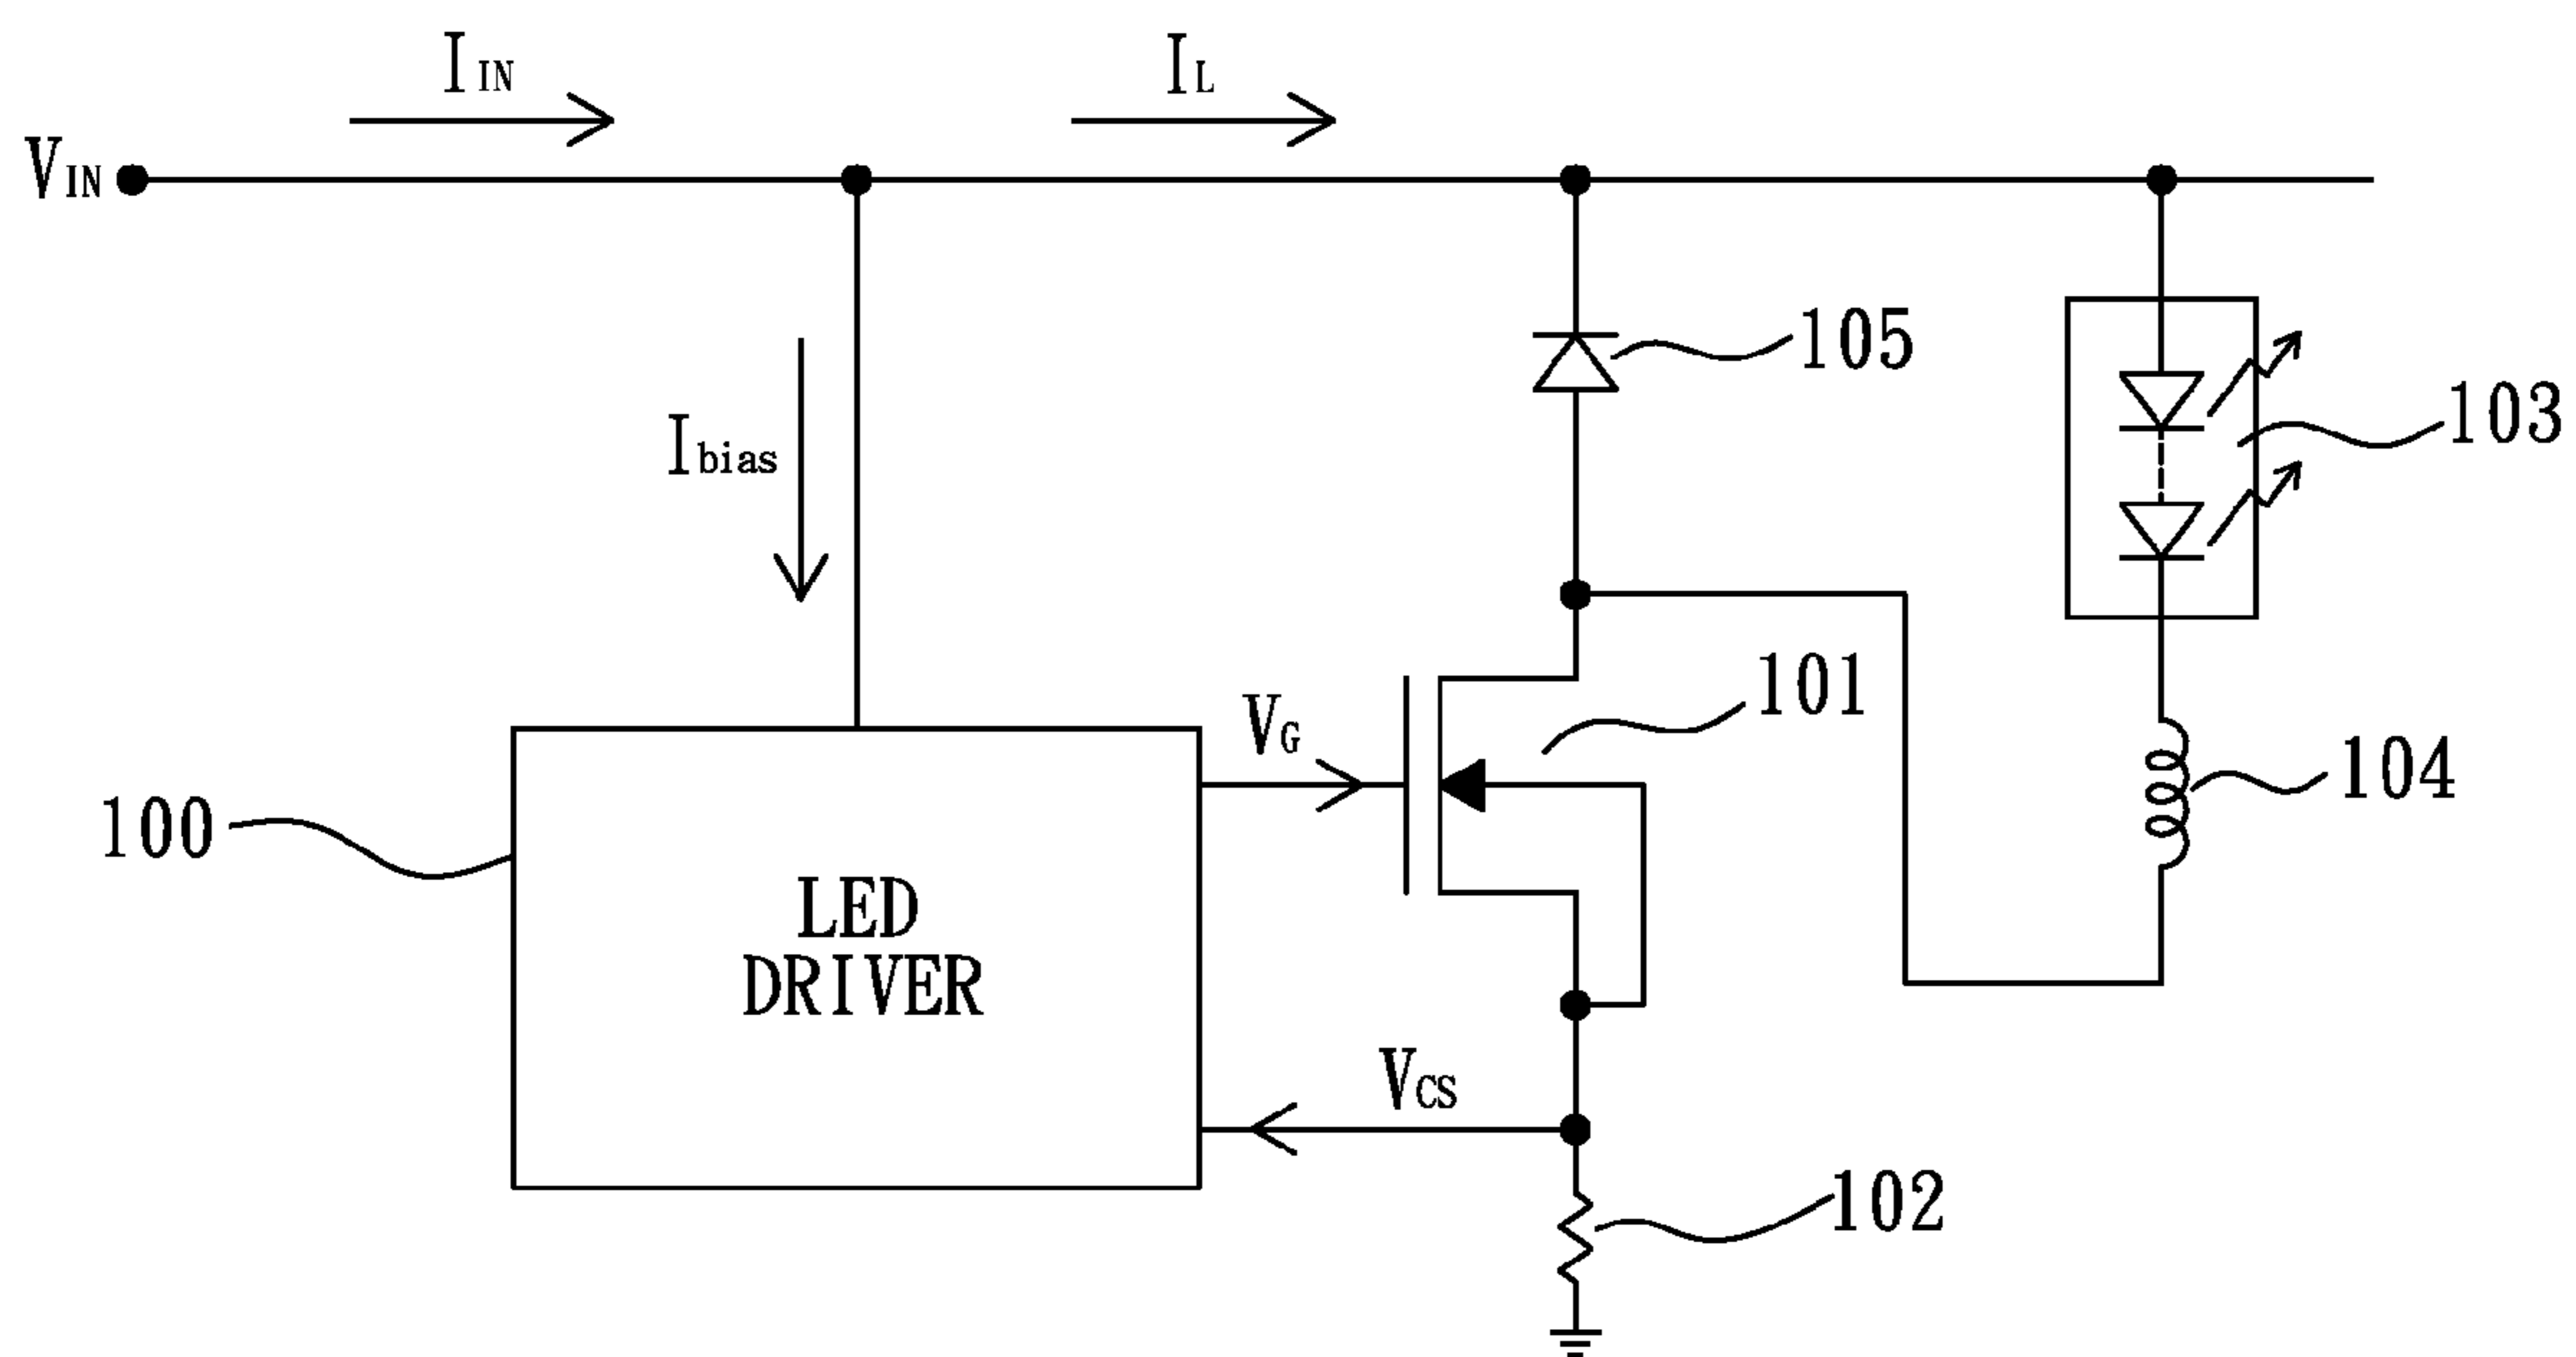 IIN
IL
VIN
105
103
Ibias
101
VG
104
100
LED
DRIVER
VCS
102